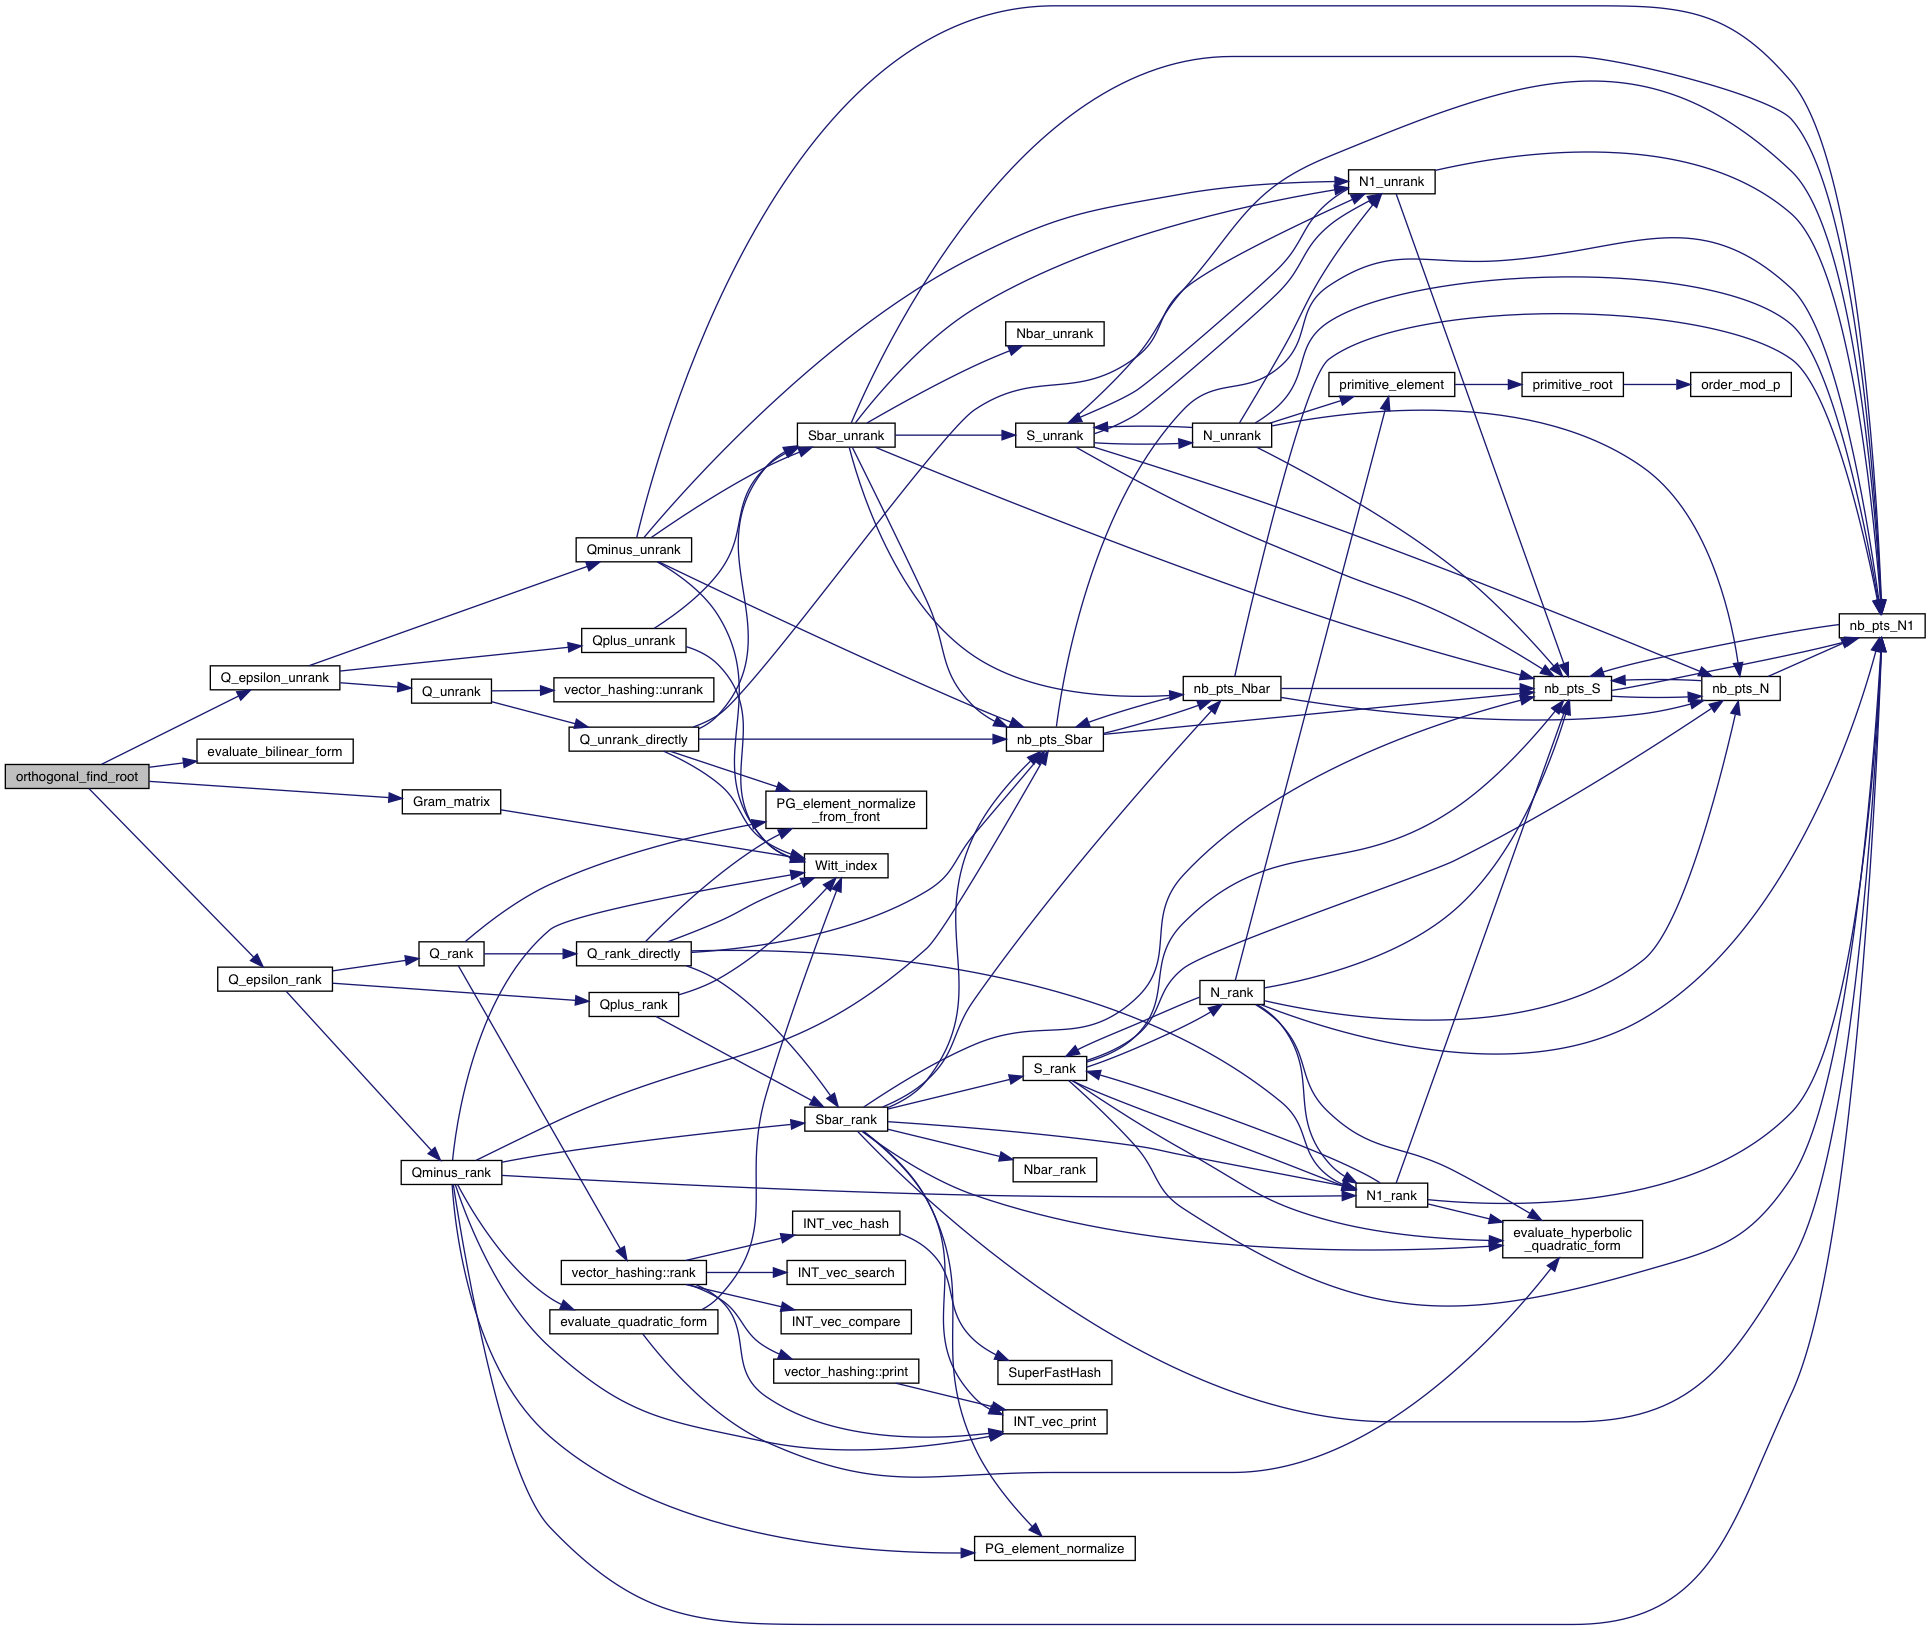 orthogonal_find_root
Q_epsilon_unrank
evaluate_bilinear_form
Gram_matrix
Q_epsilon_rank
Qminus_unrank
Qplus_unrank
Q_unrank
vector_hashing::unrank
Q_unrank_directly
PG_element_normalize
_from_front
Witt_index
Q_rank
Q_rank_directly
Qplus_rank
Qminus_rank
Sbar_rank
vector_hashing::rank
evaluate_quadratic_form
INT_vec_hash
INT_vec_search
INT_vec_compare
vector_hashing::print
Sbar_unrank
Nbar_unrank
S_unrank
N_unrank
N1_unrank
primitive_element
primitive_root
order_mod_p
nb_pts_Sbar
nb_pts_Nbar
nb_pts_S
nb_pts_N
nb_pts_N1
N_rank
S_rank
Nbar_rank
N1_rank
evaluate_hyperbolic
_quadratic_form
SuperFastHash
INT_vec_print
PG_element_normalize